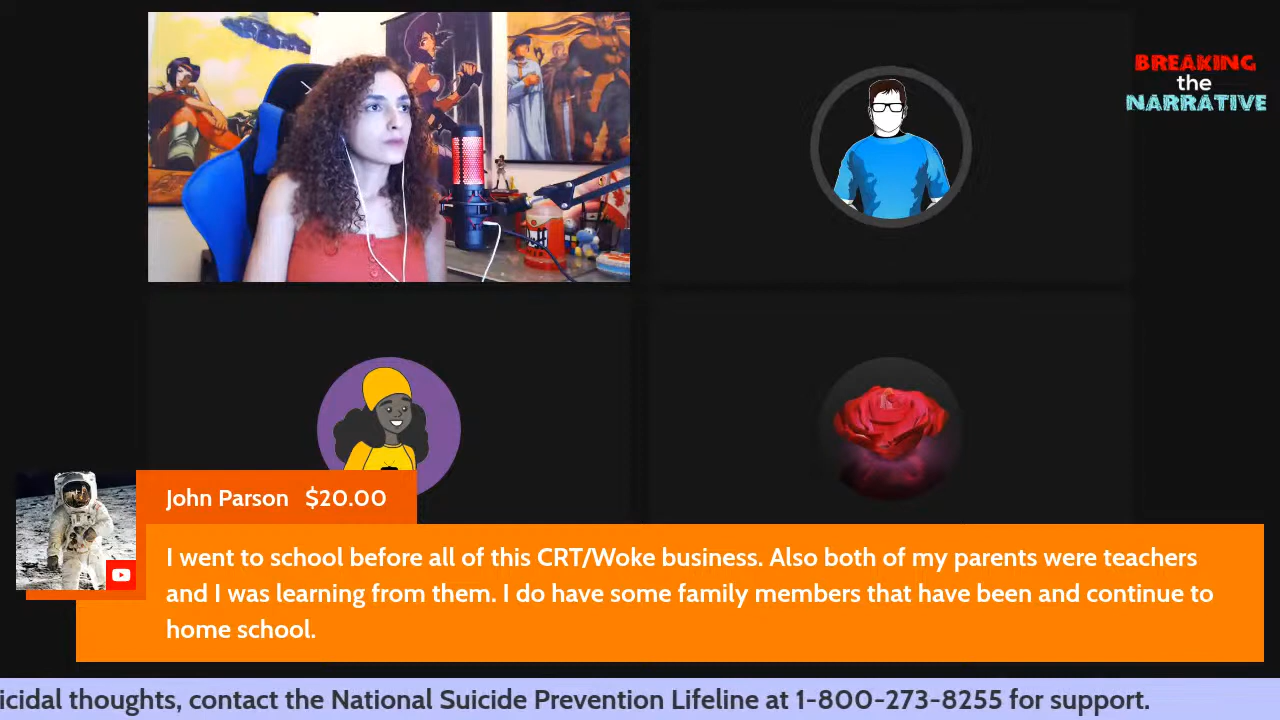 BREAKING
the
NARRATIVE
John Parson $20.00
I went to school before all of this CRT/Woke business. Also both of my parents were teachers
and I was learning from them. I do have some family members that have been and continue to
home school.
icidal thoughts, contact the National Suicide Prevention Lifeline at 1-800-273-8255 for support.